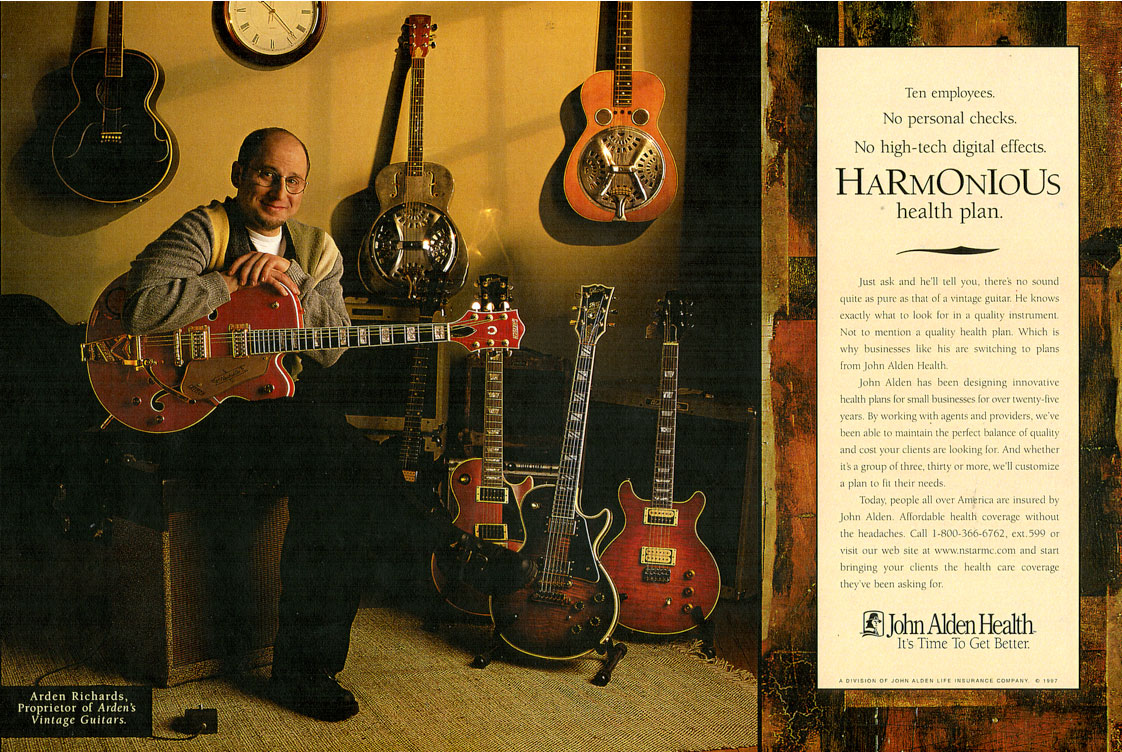 Ten employees.
No personal checks.
No high-tech digital effects.
HARMONIOUS
health plan.
Just ask and he'll tell you, there's no sound
quite as pure as that of a vintage guitar. He knows
exactly what to look for in a quality instrument.
Not to mention a quality health plan. Which is
why businesses like his are switching to plans
from John Alden Health.
John Alden has been designing innovative
health plans for small businesses for over twenty-five
years. By working with agents and providers, we've
been able to maintain the perfect balance of quality
and cost your clients are looking for. And whether
it's a group of three, thirty or more, we'll customize
a plan to fit their needs.
Today, people all over America are insured by
John Alden. Affordable health coverage without
the headaches. Call 1-800-366-6762, ext.599 or
visit our web site at www.nstarmc.com and start
bringing your clients the health care coverage
they've been asking for.
John Alden Health
It's Time To Get Better.
A DIVISION OF JOHN ALDEN LIFE INSURANCE COMPANY. © 1997
Arden Richards,
Proprietor of Arden's
Vintage Guitars.